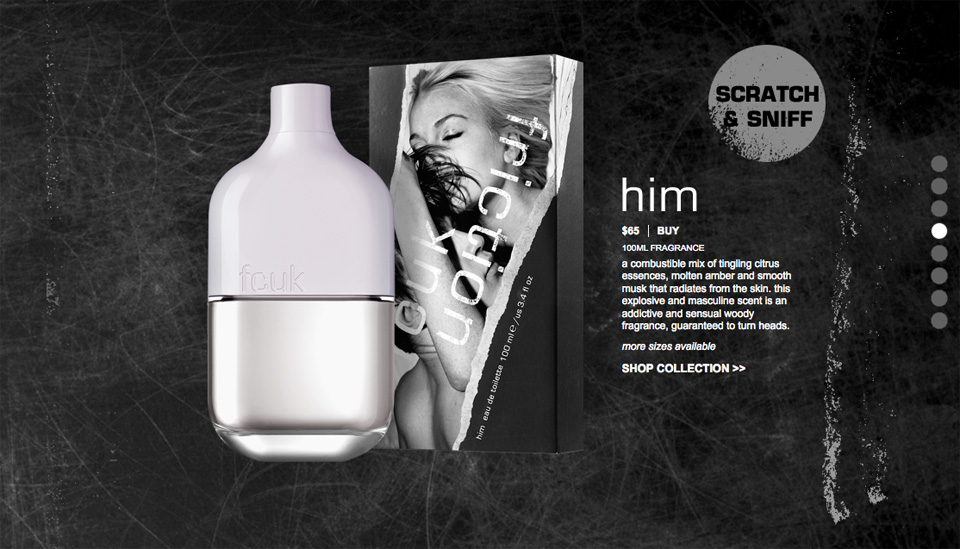 SCRATCH
& SNIFF
him
$65 | BUY
100ML FRAGRANCE
a combustible mix of tingling citrus
essences, molten amber and smooth
musk that radiates from the skin. this
explosive and masculine scent is an
addictive and sensual woody
fragrance, guaranteed to turn heads.
more sizes available
SHOP COLLECTION >>
fcuk
friction
him eau de toilette 100 ml ℮ /us 3.4 fl oz